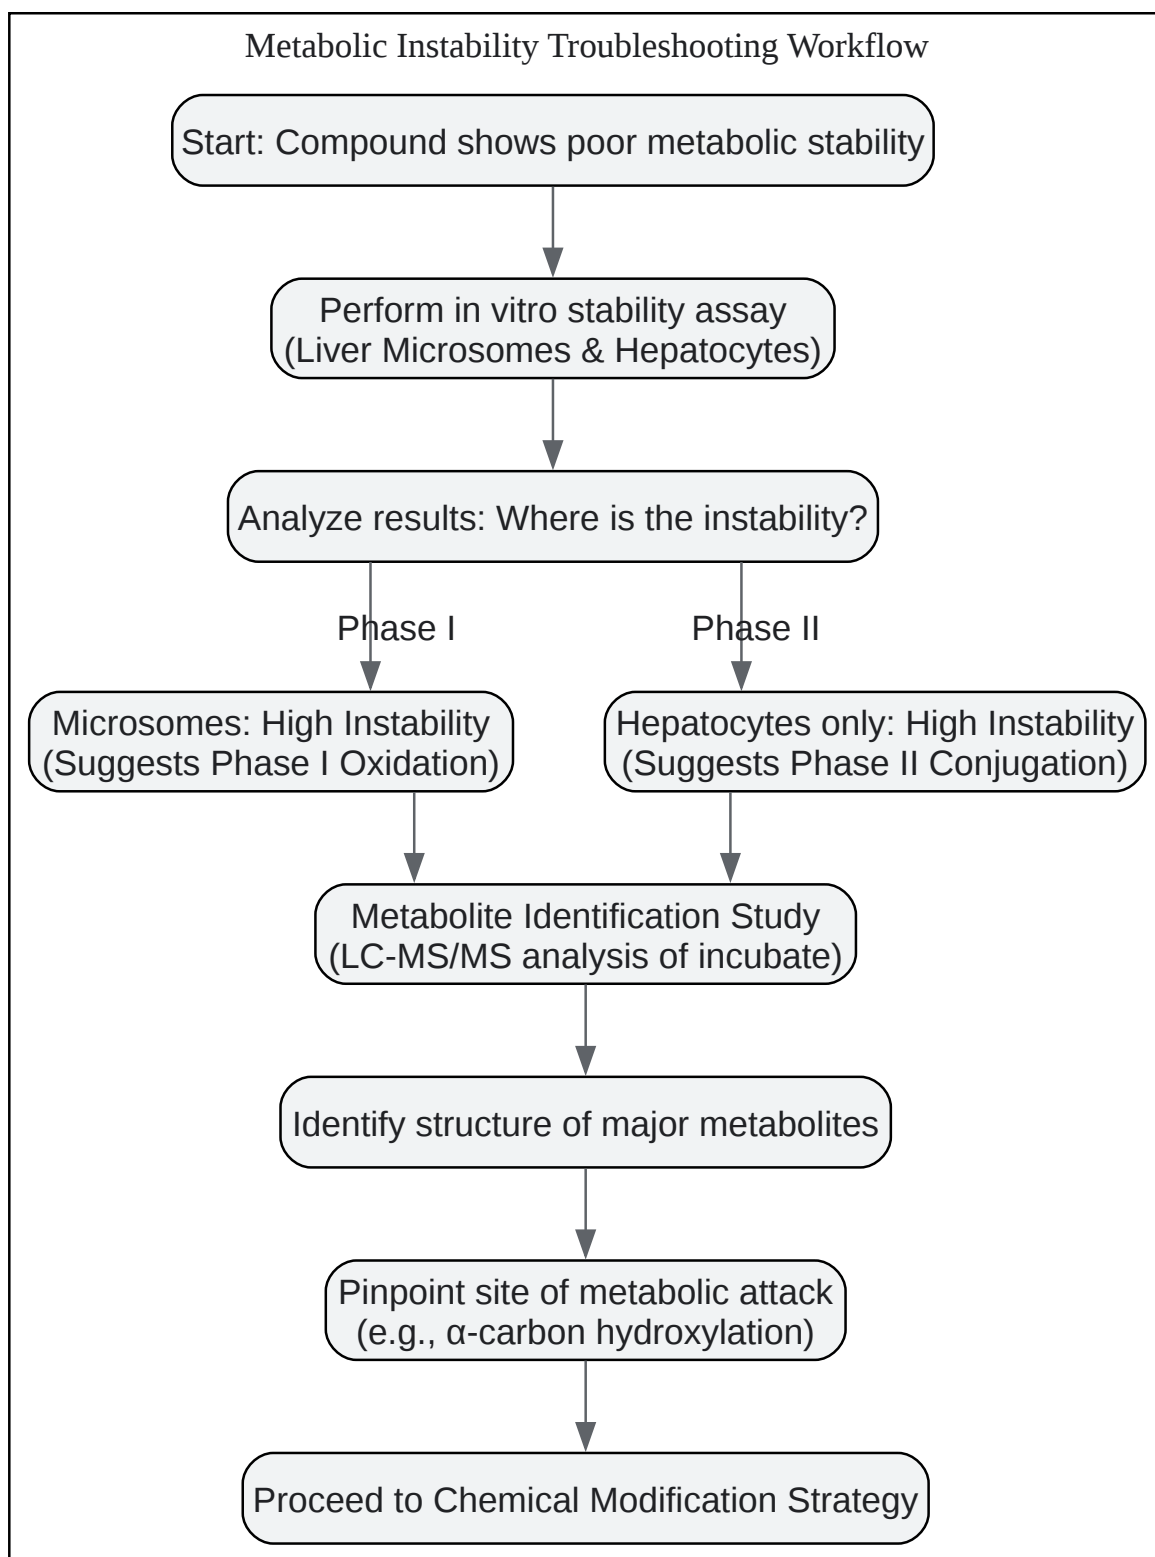 Metabolic Instability Troubleshooting Workflow
Start: Compound shows poor metabolic stability
Perform in vitro stability assay
(Liver Microsomes & Hepatocytes)
Analyze results: Where is the instability?
Phase I
Phase II
Microsomes: High Instability
(Suggests Phase I Oxidation)
Hepatocytes only: High Instability
(Suggests Phase II Conjugation)
Metabolite Identification Study
(LC-MS/MS analysis of incubate)
Identify structure of major metabolites
Pinpoint site of metabolic attack
(e.g., α-carbon hydroxylation)
Proceed to Chemical Modification Strategy